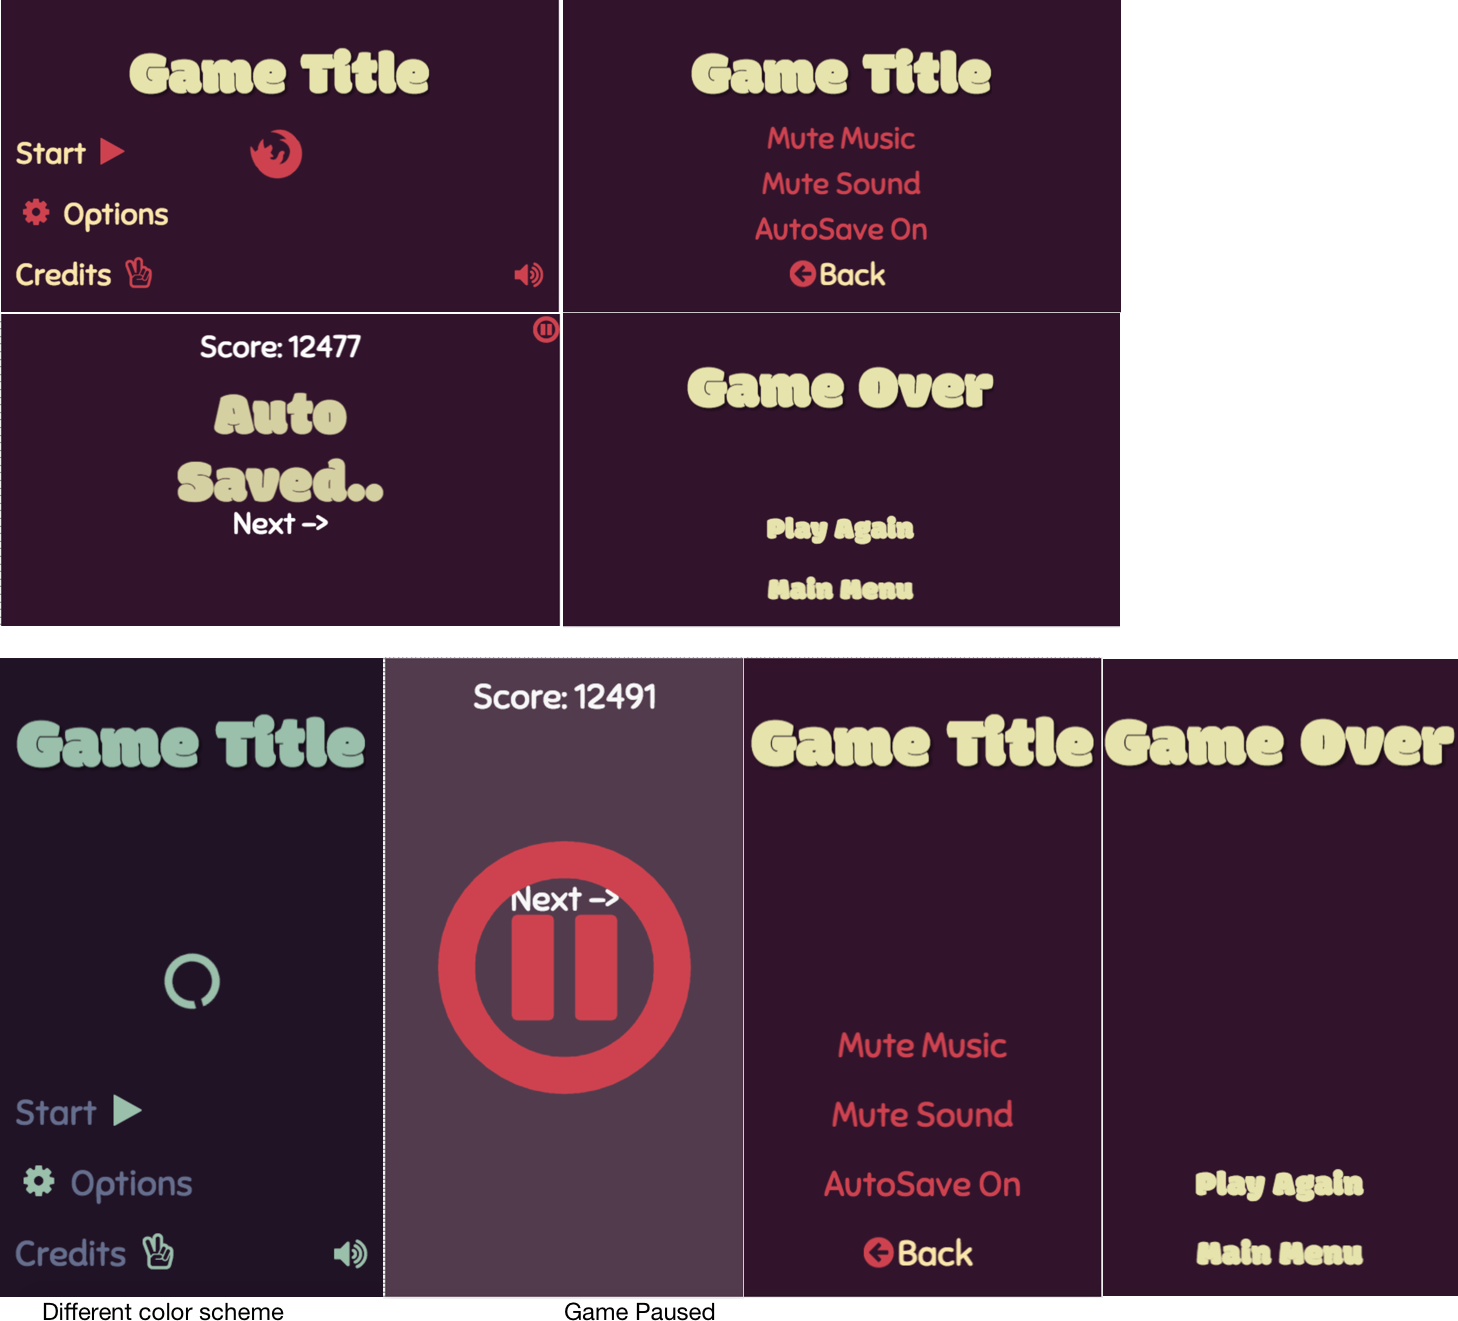 Game Title
Start
Options
Credits
Game Title
Mute Music
Mute Sound
AutoSave On
Back
Score: 12477
Auto
Saved..
Next ->
Game Over
Play Again
Main Menu
Game Title
Start
Options
Credits
Different color scheme
Score: 12491
Next ->
Game Paused
Game Title
Mute Music
Mute Sound
AutoSave On
Back
Game Over
Play Again
Main Menu